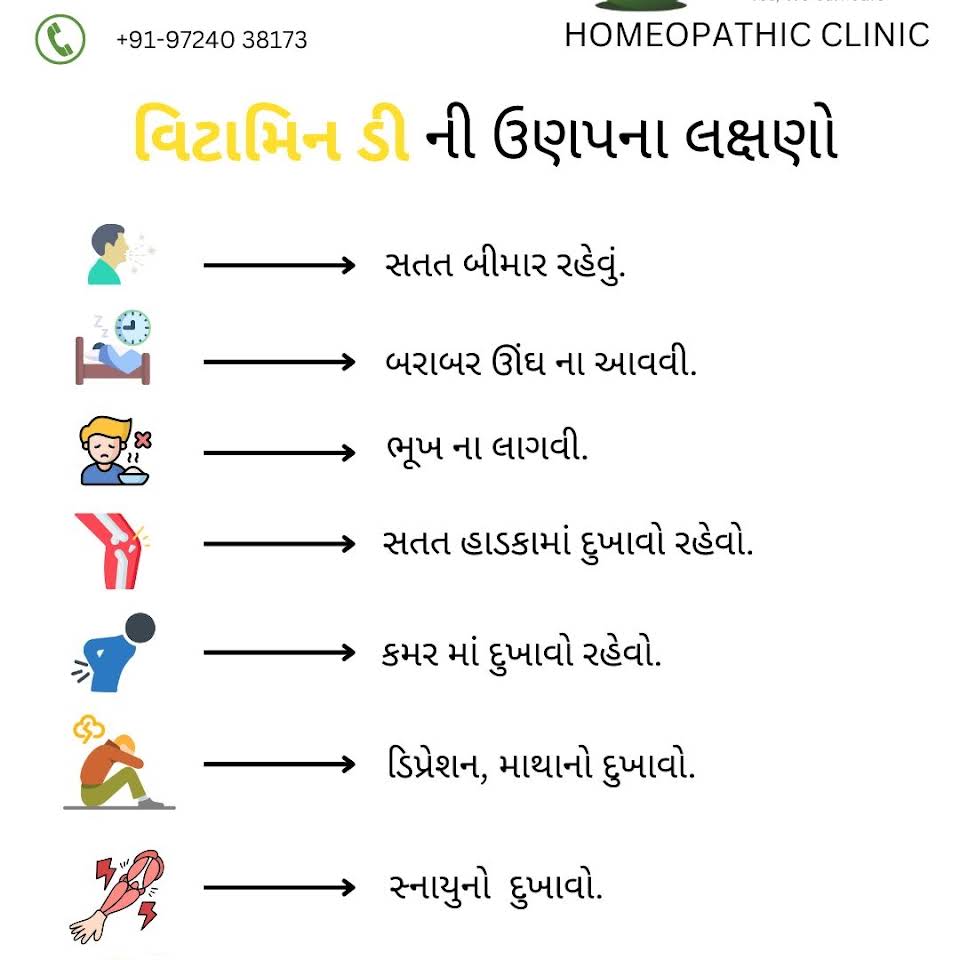 +91-97240 38173
HOMEOPATHIC CLINIC
વિટામિન ડી ની ઉણપના લક્ષણો
સતત બીમાર રહેવું.
બરાબર ઊંઘ ના આવવી.
ભૂખ ના લાગવી.
સતત હાડકામાં દુખાવો રહેવો.
કમર માં દુખાવો રહેવો.
ડિપ્રેશન, માથાનો દુખાવો.
સ્નાયુનો દુખાવો.